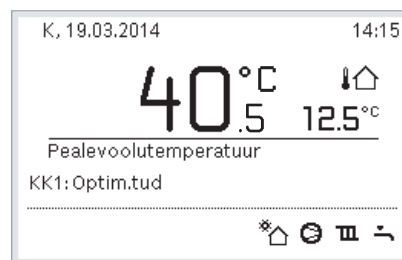 K, 19.03.2014 14:15
40.5 °C 12.5°C
Pealevoolutemperatuur
KK1: Optim.tud